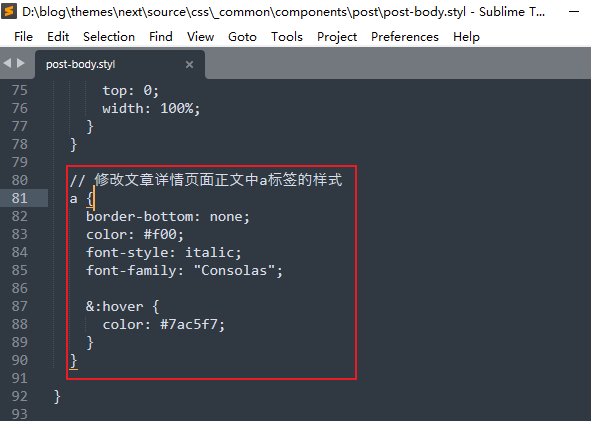 D:\blog\themes\next\source\css\_common\components\post\post-body.styl - Sublime T...
File Edit Selection Find View Goto Tools Project Preferences Help
post-body.styl
75 top: 0;
76 width: 100%;
77 }
78 }
79
80 // 修改文章详情页面正文中a标签的样式
81 a {
82 border-bottom: none;
83 color: #f00;
84 font-style: italic;
85 font-family: "Consolas";
86
87 &:hover {
88 color: #7ac5f7;
89 }
90 }
91
92 }
93